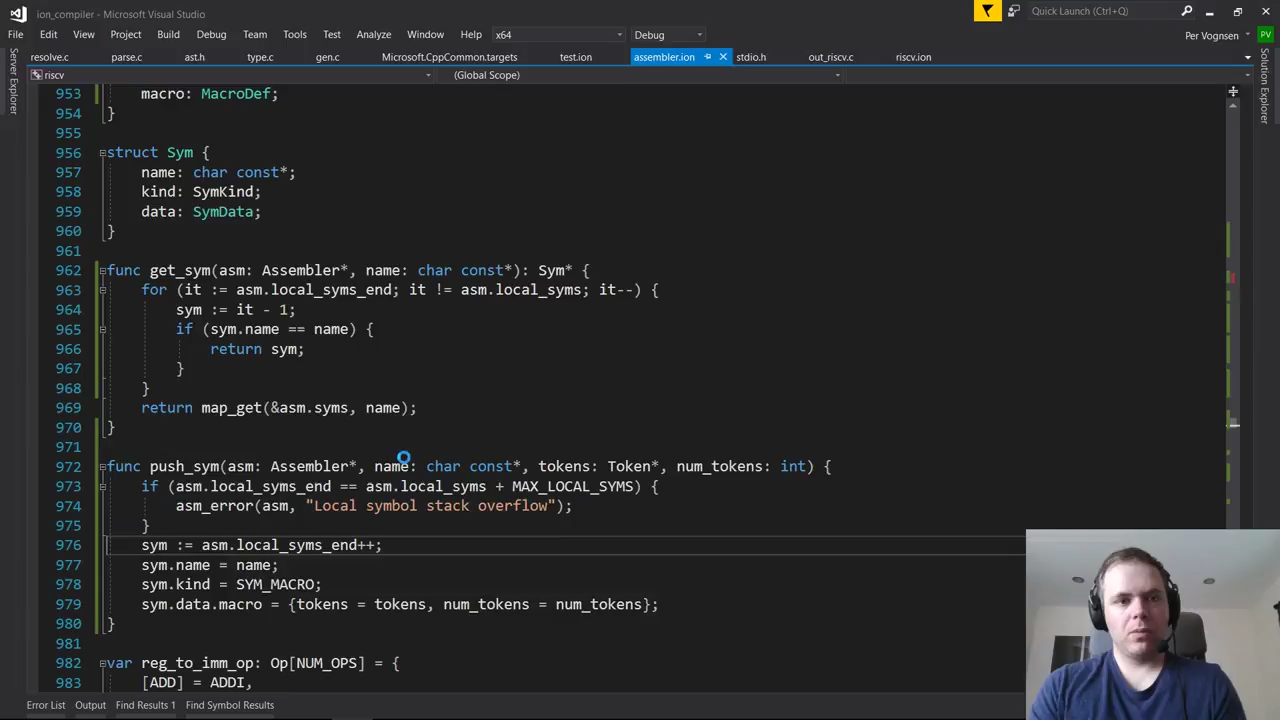 ion_compiler - Microsoft Visual Studio
Quick Launch (Ctrl+Q)
File Edit View Project Build Debug Team Tools Test Analyze Window Help x64 Debug Per Vognsen PV
resolve.c parse.c ast.h type.c gen.c Microsoft.CppCommon.targets test.ion assembler.ion stdio.h out_riscv.c riscv.ion
riscv (Global Scope)
Server Explorer
Solution Explorer
953 macro: MacroDef;
954 }
955
956 struct Sym {
957 name: char const*;
958 kind: SymKind;
959 data: SymData;
960 }
961
962 func get_sym(asm: Assembler*, name: char const*): Sym* {
963 for (it := asm.local_syms_end; it != asm.local_syms; it--) {
964 sym := it - 1;
965 if (sym.name == name) {
966 return sym;
967 }
968 }
969 return map_get(&asm.syms, name);
970 }
971
972 func push_sym(asm: Assembler*, name: char const*, tokens: Token*, num_tokens: int) {
973 if (asm.local_syms_end == asm.local_syms + MAX_LOCAL_SYMS) {
974 asm_error(asm, "Local symbol stack overflow");
975 }
976 sym := asm.local_syms_end++;
977 sym.name = name;
978 sym.kind = SYM_MACRO;
979 sym.data.macro = {tokens = tokens, num_tokens = num_tokens};
980 }
981
982 var reg_to_imm_op: Op[NUM_OPS] = {
983 [ADD] = ADDI,
Error List Output Find Results 1 Find Symbol Results